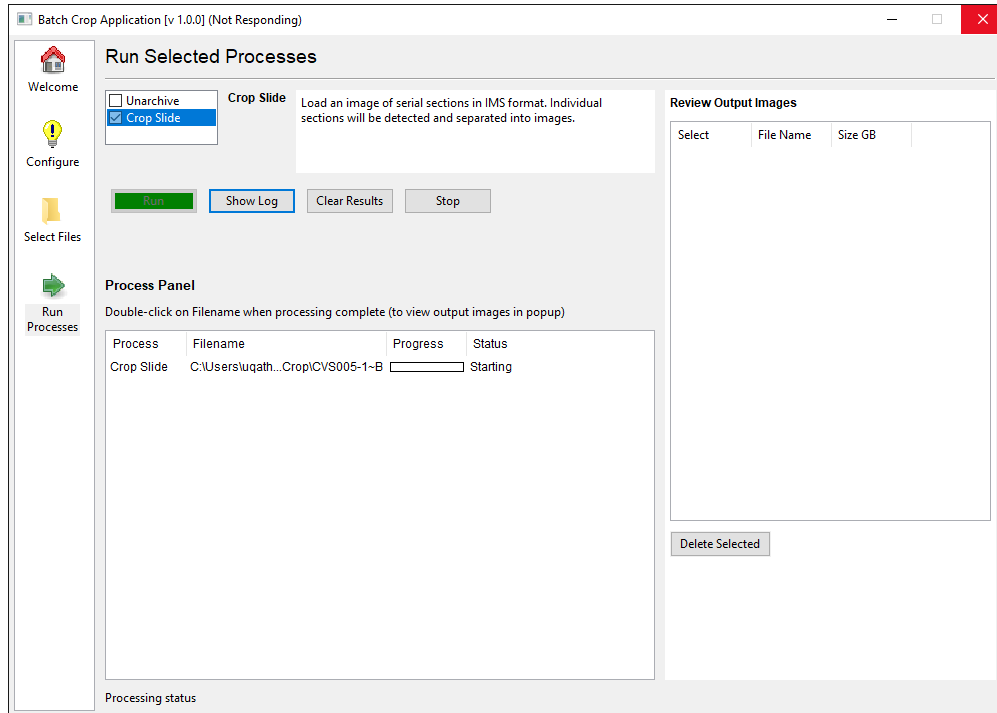 Batch Crop Application [v 1.0.0] (Not Responding)
Welcome
Configure
Select Files
Run
Processes
Run Selected Processes
Unarchive
Crop Slide
Crop Slide
Load an image of serial sections in IMS format. Individual
sections will be detected and separated into images.
Run
Show Log
Clear Results
Stop
Process Panel
Double-click on Filename when processing complete (to view output images in popup)
Process Filename Progress Status
Crop Slide C:\Users\uqath...Crop\CVS005-1~B Starting
Processing status
Review Output Images
Select File Name Size GB
Delete Selected